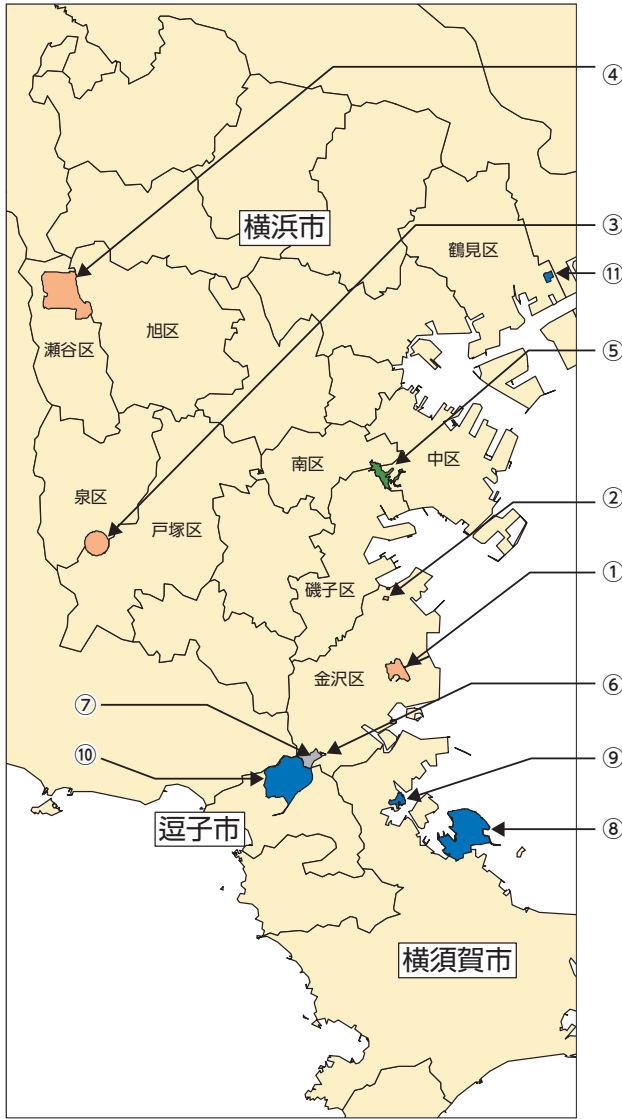 ④
横浜市
③
鶴見区
⑪
旭区
瀬谷区
⑤
南区
中区
泉区
戸塚区
②
①
磯子区
金沢区
⑥
⑦
⑩
⑨
逗子市
⑧
横須賀市